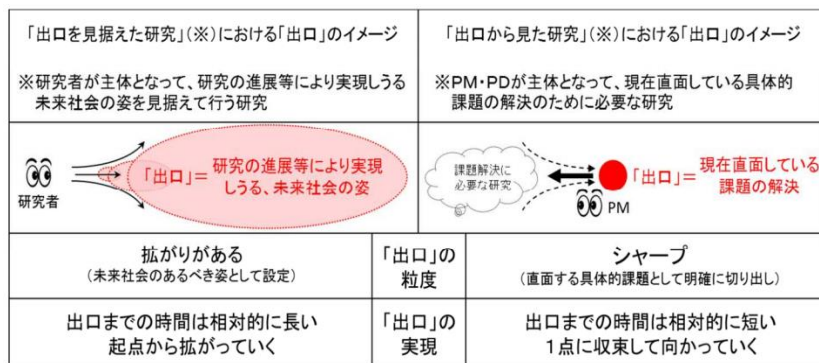 「出口を見据えた研究」(※)における「出口」のイメージ
※研究者が主体となって、研究の進展等により実現しうる
未来社会の姿を見据えて行う研究
「出口から見た研究」(※)における「出口」のイメージ
※PM・PDが主体となって、現在直面している具体的
課題の解決のために必要な研究
研究者
「出口」＝
研究の進展等により実現
しうる、未来社会の姿
課題解決に
必要な研究
PM
「出口」＝
現在直面している
課題の解決
拡がりがある
(未来社会のあるべき姿として設定)
「出口」の
粒度
シャープ
(直面する具体的課題として明確に切り出し)
出口までの時間は相対的に長い
起点から拡がっていく
「出口」の
実現
出口までの時間は相対的に短い
１点に収束して向かっていく